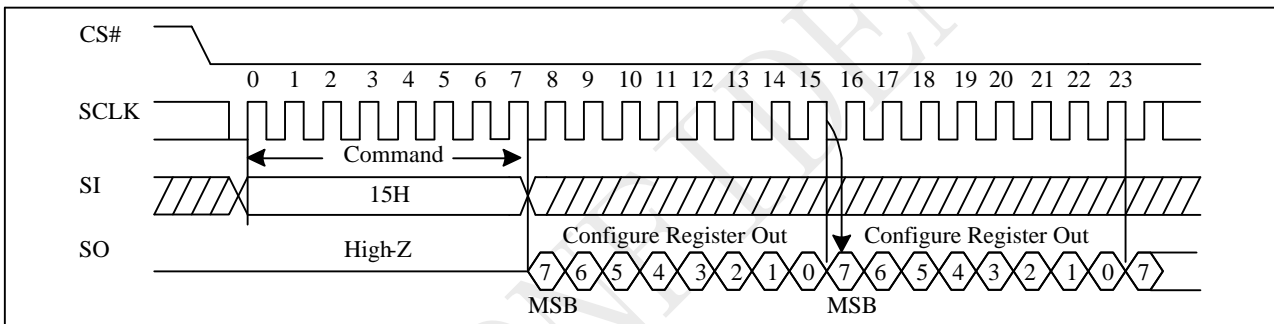 CS#
0 1 2 3 4 5 6 7 8 9 10 11 12 13 14 15 16 17 18 19 20 21 22 23
SCLK
Command
SI
15H
Configure Register Out Configure Register Out
SO
High-Z
7 6 5 4 3 2 1 0 7 6 5 4 3 2 1 0 7
MSB MSB